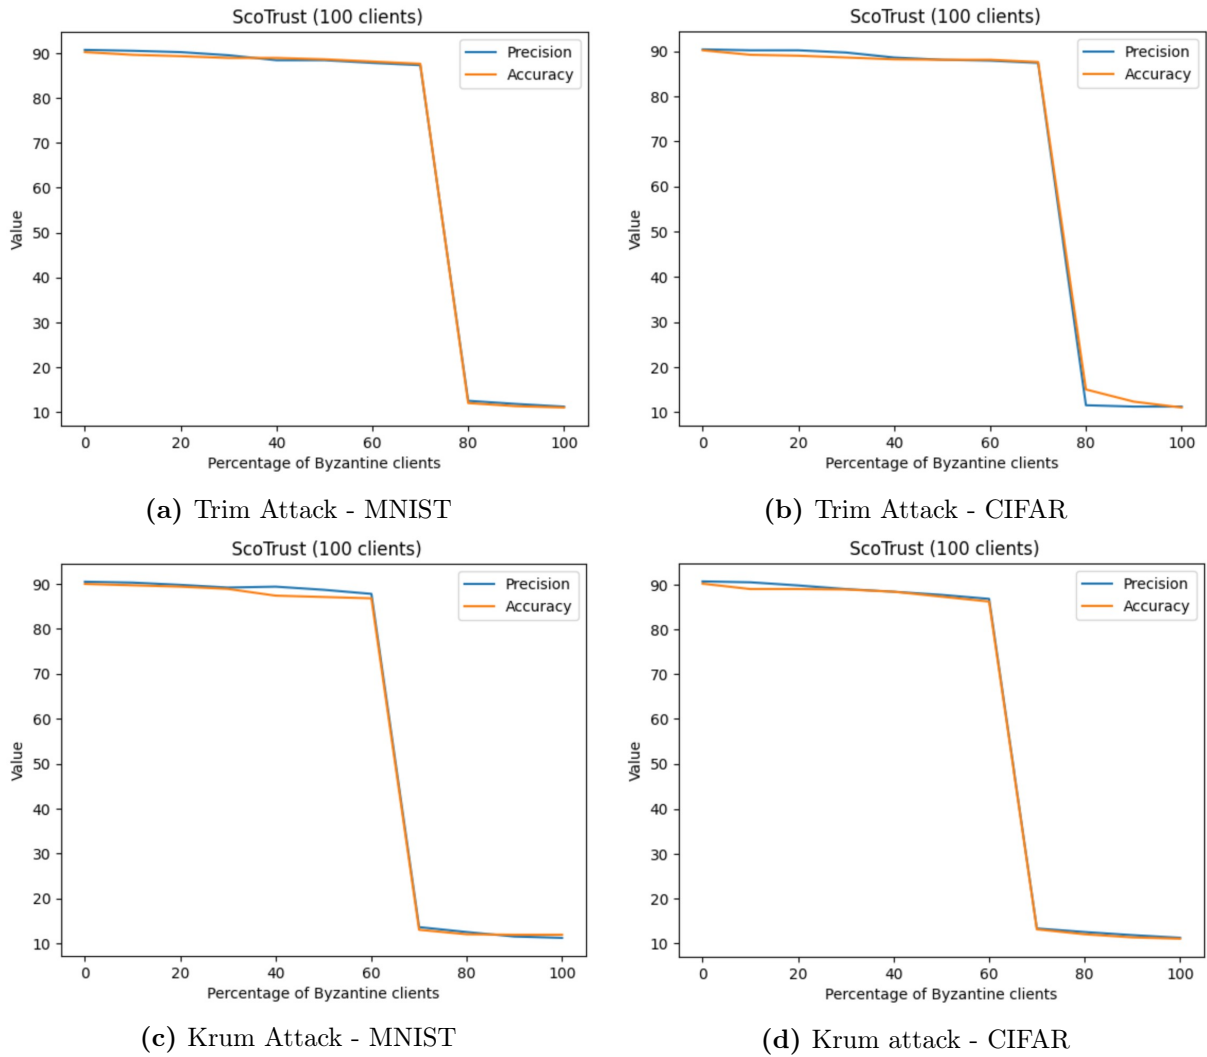 ScoTrust (100 clients)
Precision
Accuracy
Value
90
80
70
60
50
40
30
20
10
0 20 40 60 80 100
Percentage of Byzantine clients
(a) Trim Attack - MNIST
ScoTrust (100 clients)
Precision
Accuracy
Value
90
80
70
60
50
40
30
20
10
0 20 40 60 80 100
Percentage of Byzantine clients
(b) Trim Attack - CIFAR
ScoTrust (100 clients)
Precision
Accuracy
Value
90
80
70
60
50
40
30
20
10
0 20 40 60 80 100
Percentage of Byzantine clients
(c) Krum Attack - MNIST
ScoTrust (100 clients)
Precision
Accuracy
Value
90
80
70
60
50
40
30
20
10
0 20 40 60 80 100
Percentage of Byzantine clients
(d) Krum attack - CIFAR